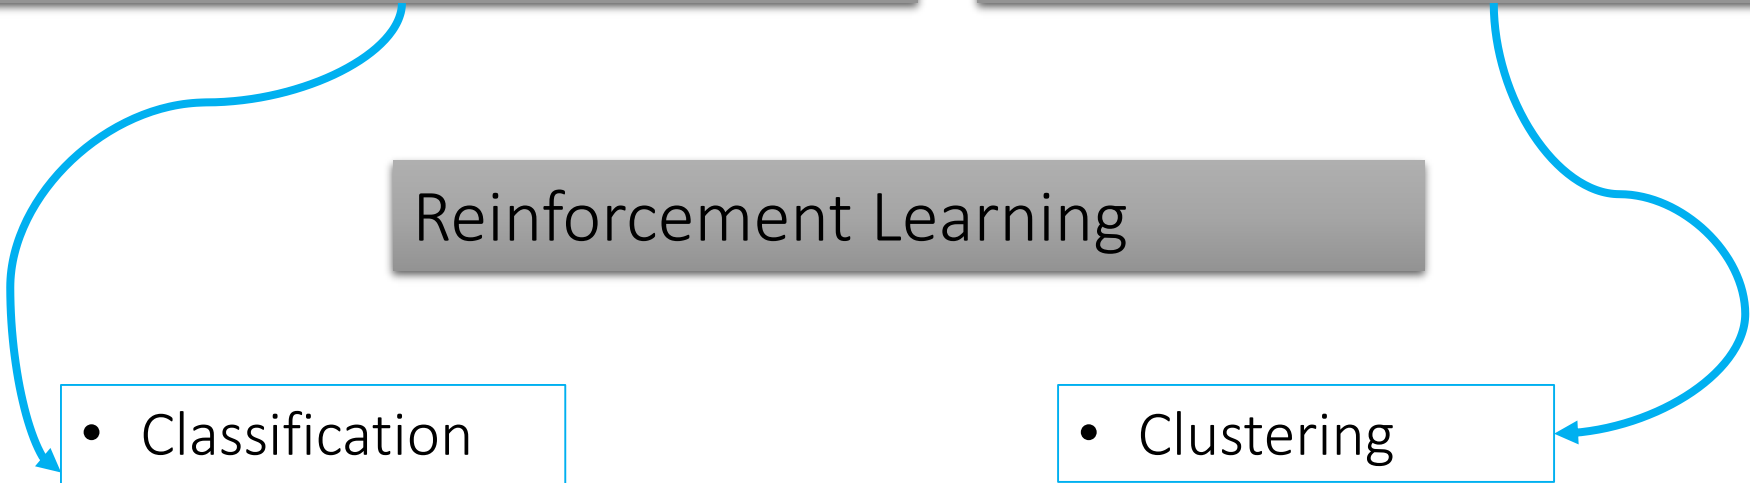 Reinforcement Learning
• Classification
• Clustering